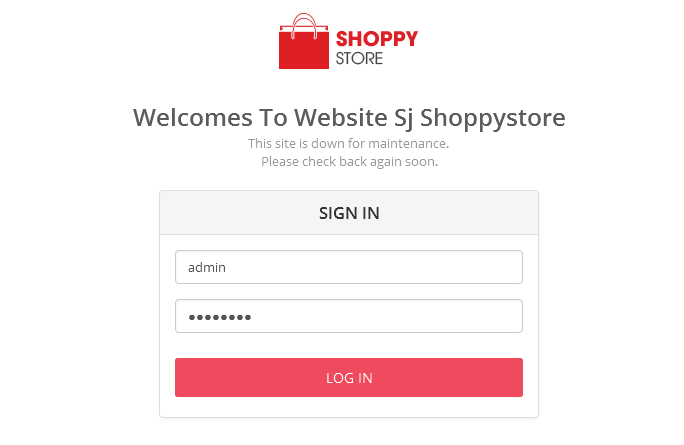 SHOPPY
STORE
Welcomes To Website Sj Shoppystore
This site is down for maintenance.
Please check back again soon.
SIGN IN
admin
••••••••
LOG IN